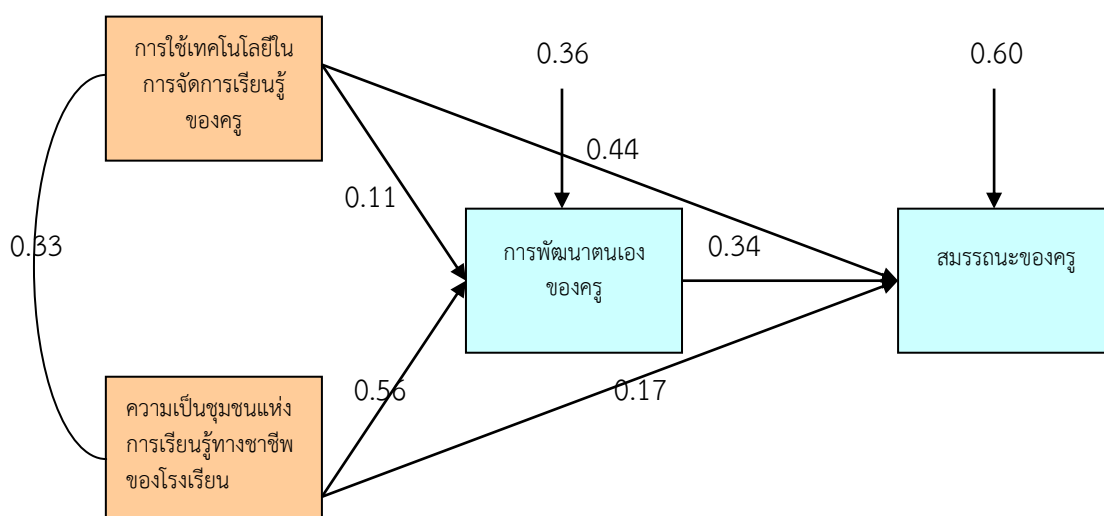 การใช้เทคโนโลยีใน
การจัดการเรียนรู้
ของครู
0.36
0.60
0.44
0.11
0.33
การพัฒนาตนเอง
ของครู
0.34
สมรรถนะของครู
0.56
0.17
ความเป็นชุมชนแห่ง
การเรียนรู้ทางชาชีพ
ของโรงเรียน